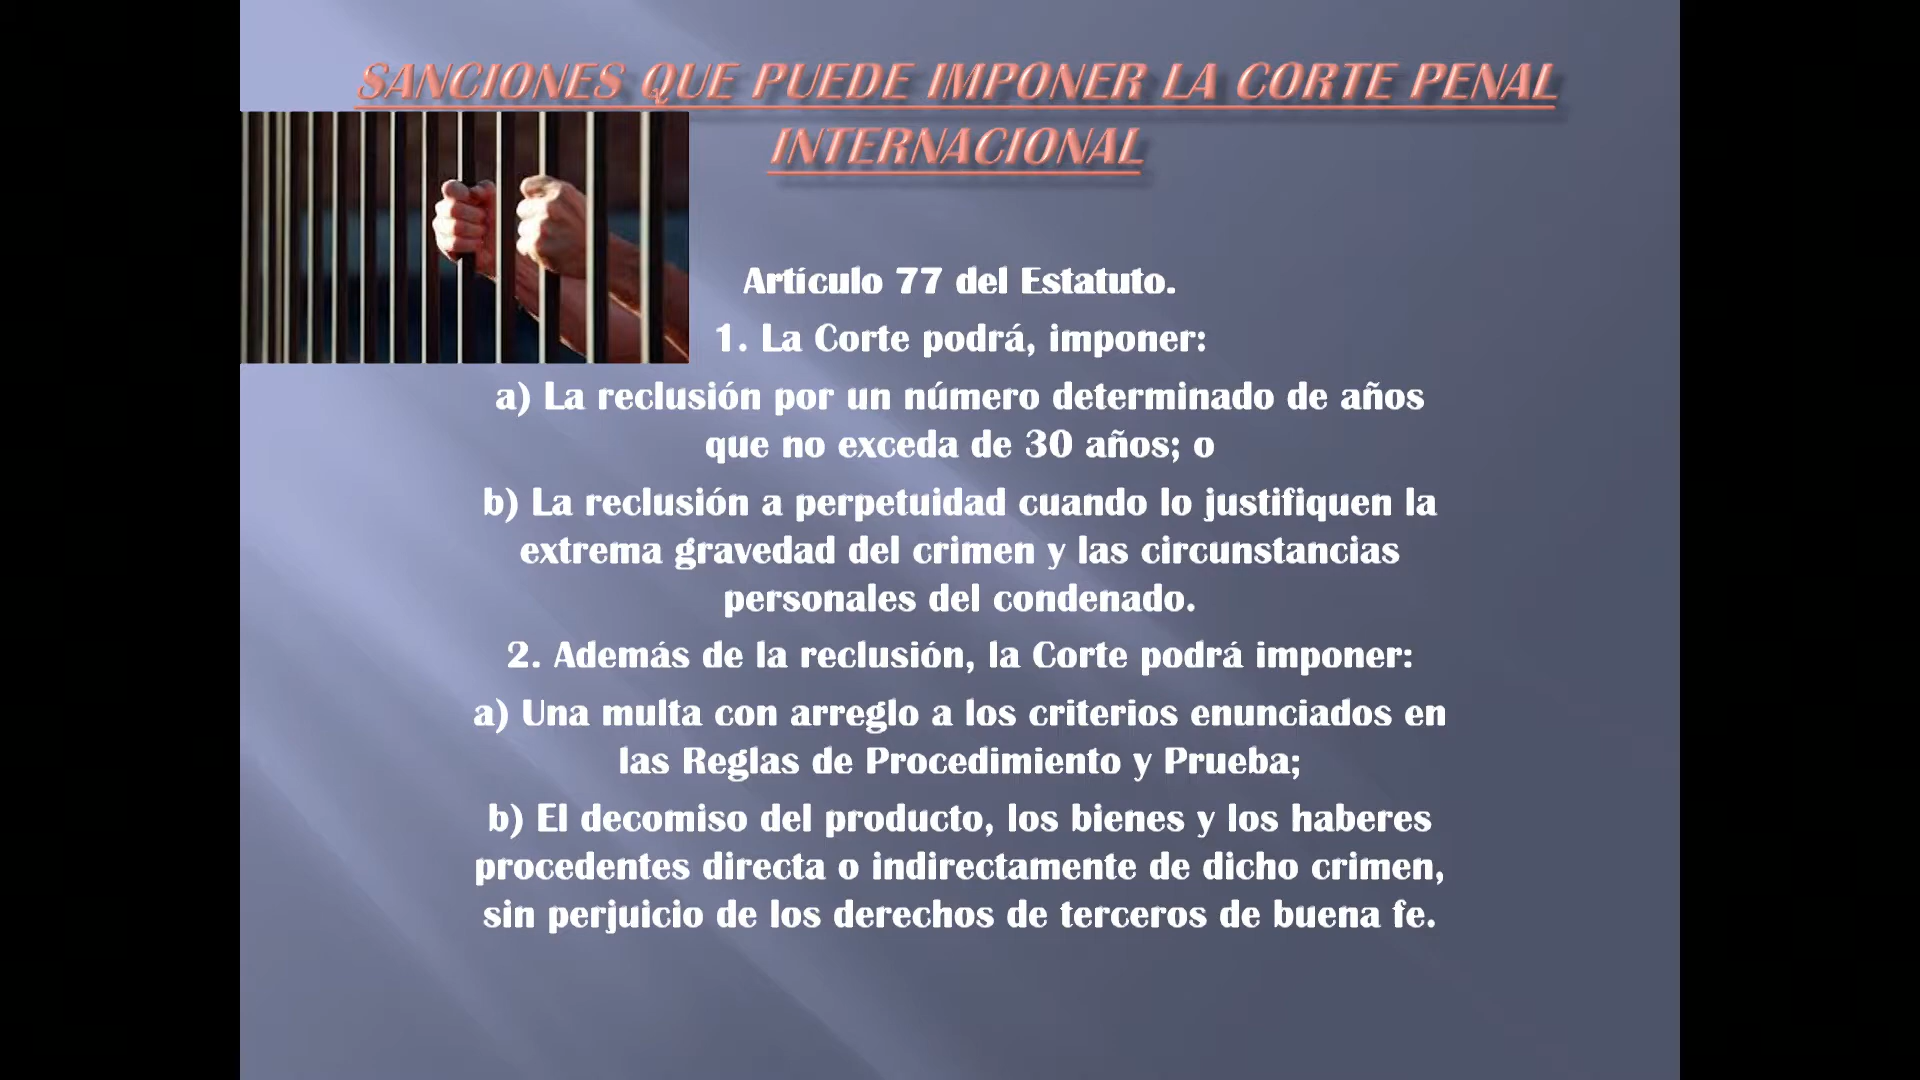 SANCIONES QUE PUEDE IMPONER LA CORTE PENAL
INTERNACIONAL
Artículo 77 del Estatuto.
1. La Corte podrá, imponer:
a) La reclusión por un número determinado de años
que no exceda de 30 años; o
b) La reclusión a perpetuidad cuando lo justifiquen la
extrema gravedad del crimen y las circunstancias
personales del condenado.
2. Además de la reclusión, la Corte podrá imponer:
a) Una multa con arreglo a los criterios enunciados en
las Reglas de Procedimiento y Prueba;
b) El decomiso del producto, los bienes y los haberes
procedentes directa o indirectamente de dicho crimen,
sin perjuicio de los derechos de terceros de buena fe.